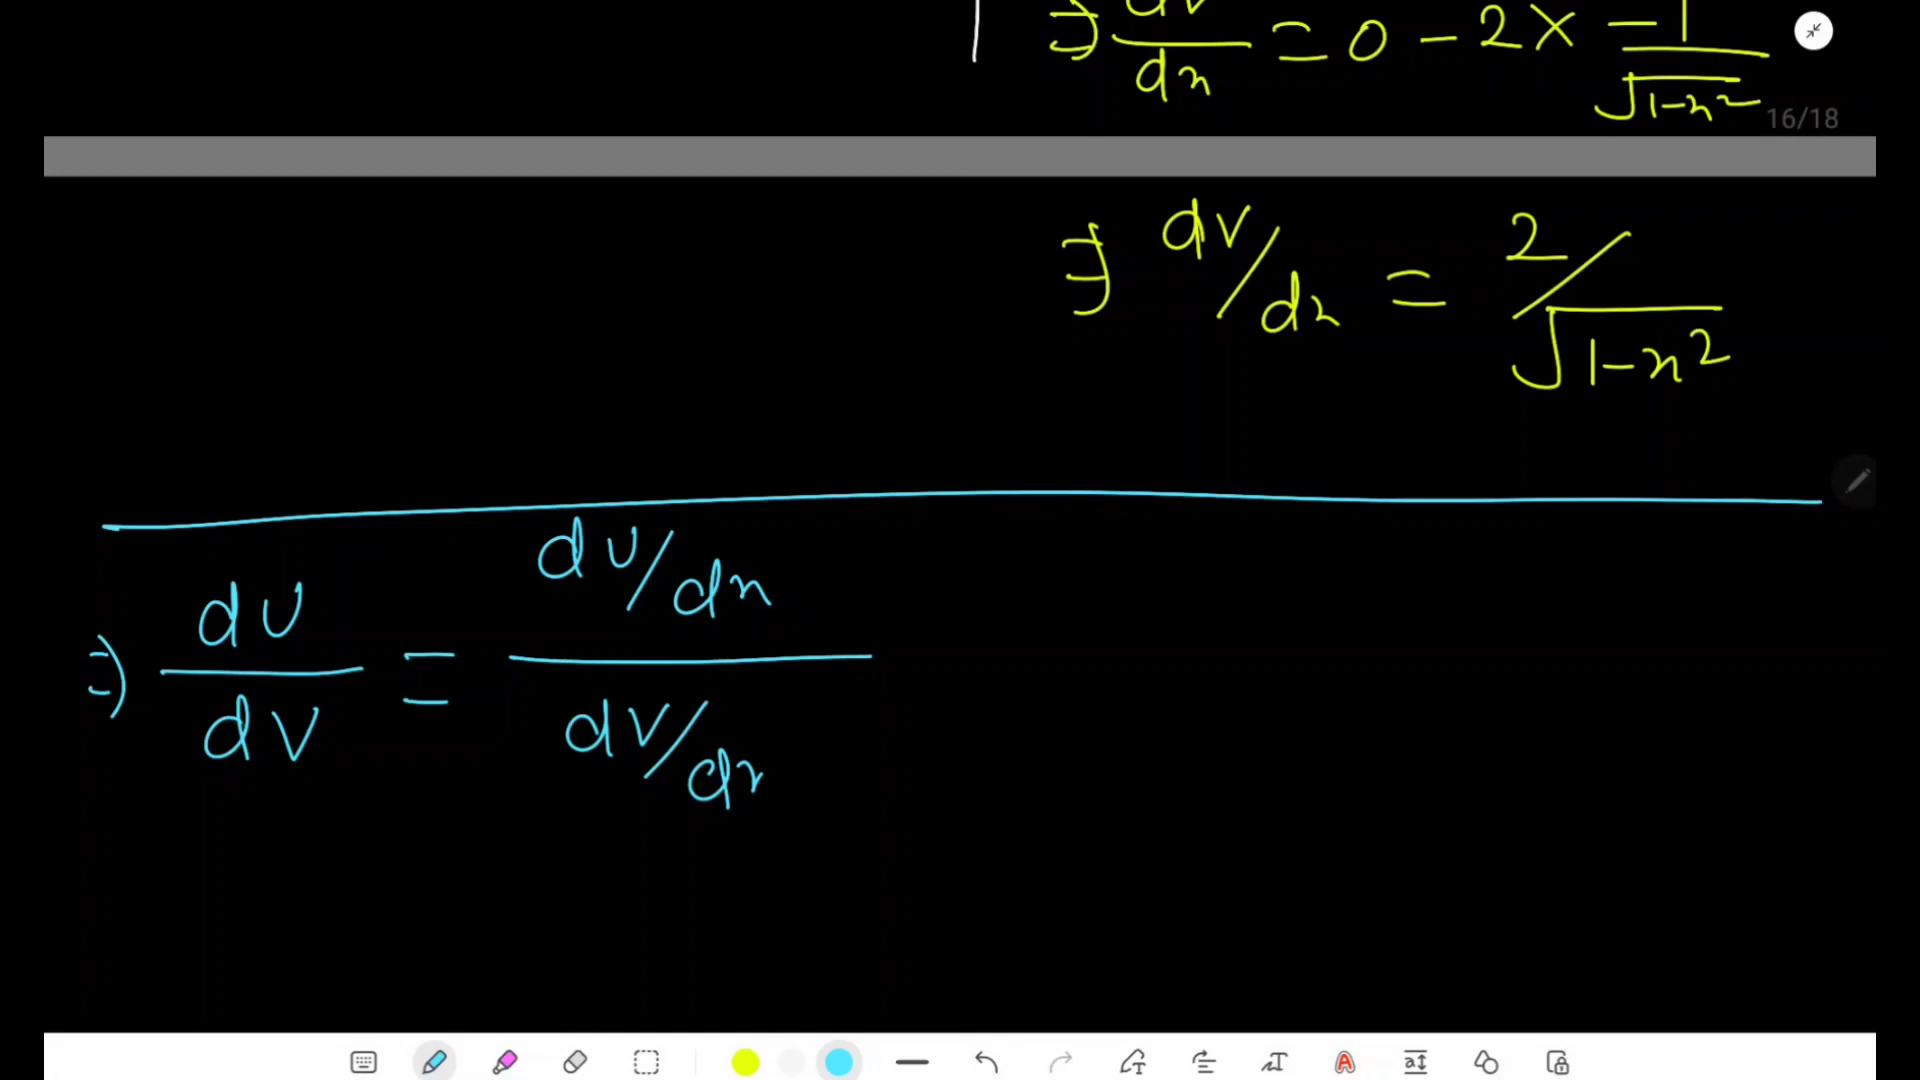 ⇒ dv/dx = 0 - 2 × -1/√1-x²
16/18
⇒ dv/dx = 2/√1-x²
⇒ dU/dV = dU/dx / dV/dx